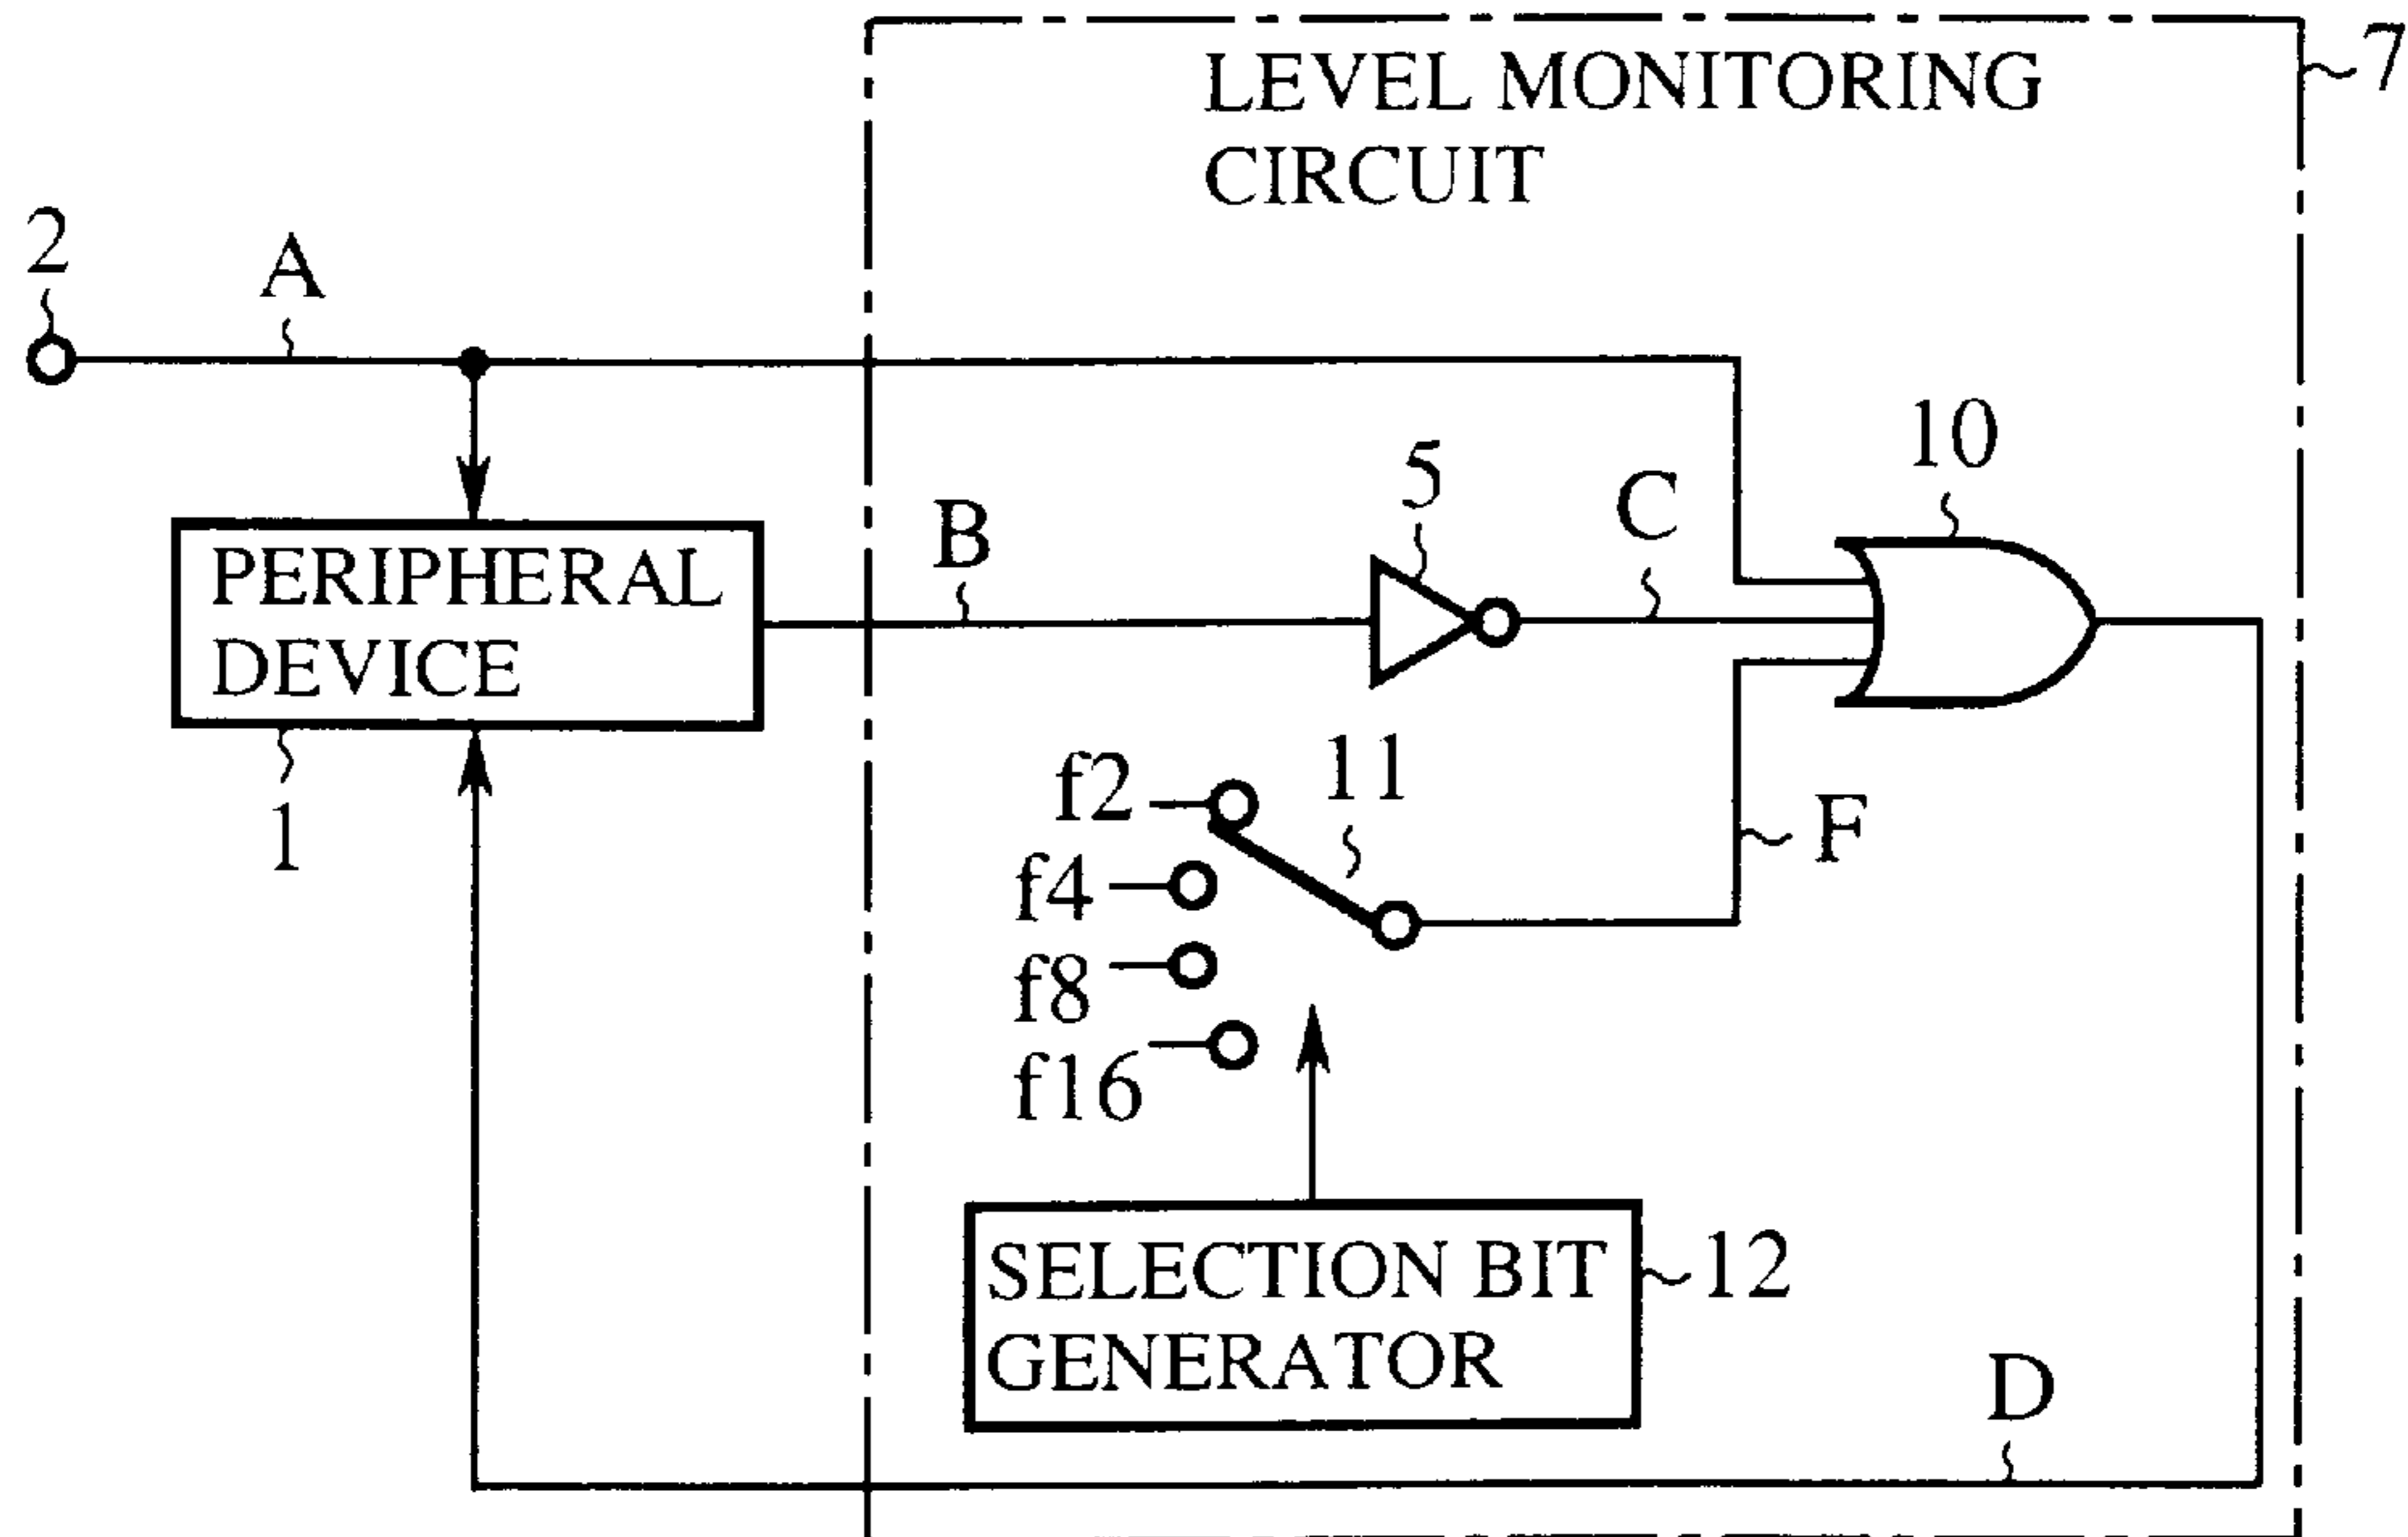 LEVEL MONITORING
CIRCUIT
7
2
A
10
5
C
B
PERIPHERAL
DEVICE
1
11
f2
F
f4
f8
f16
SELECTION BIT
GENERATOR
12
D